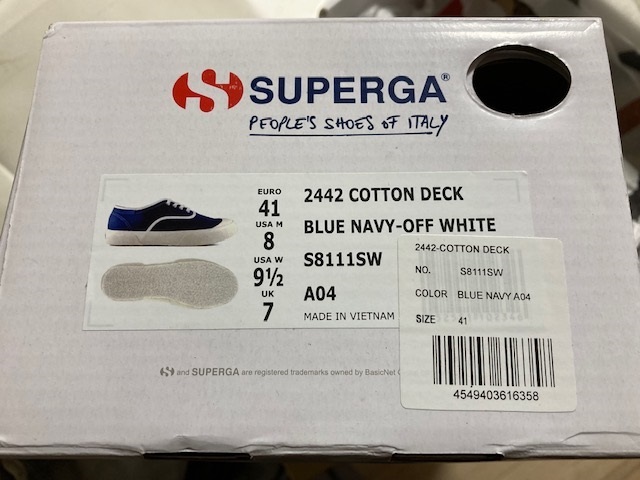 SUPERGA®
PEOPLE'S SHOES OF ITALY
EURO
41
USA M
8
USA W
9½
UK
7
2442 COTTON DECK
BLUE NAVY-OFF WHITE
S8111SW
A04
MADE IN VIETNAM
2442-COTTON DECK
NO. S8111SW
COLOR BLUE NAVY A04
SIZE 41
4549403616358
and SUPERGA are registered trademarks owned by BasicNet